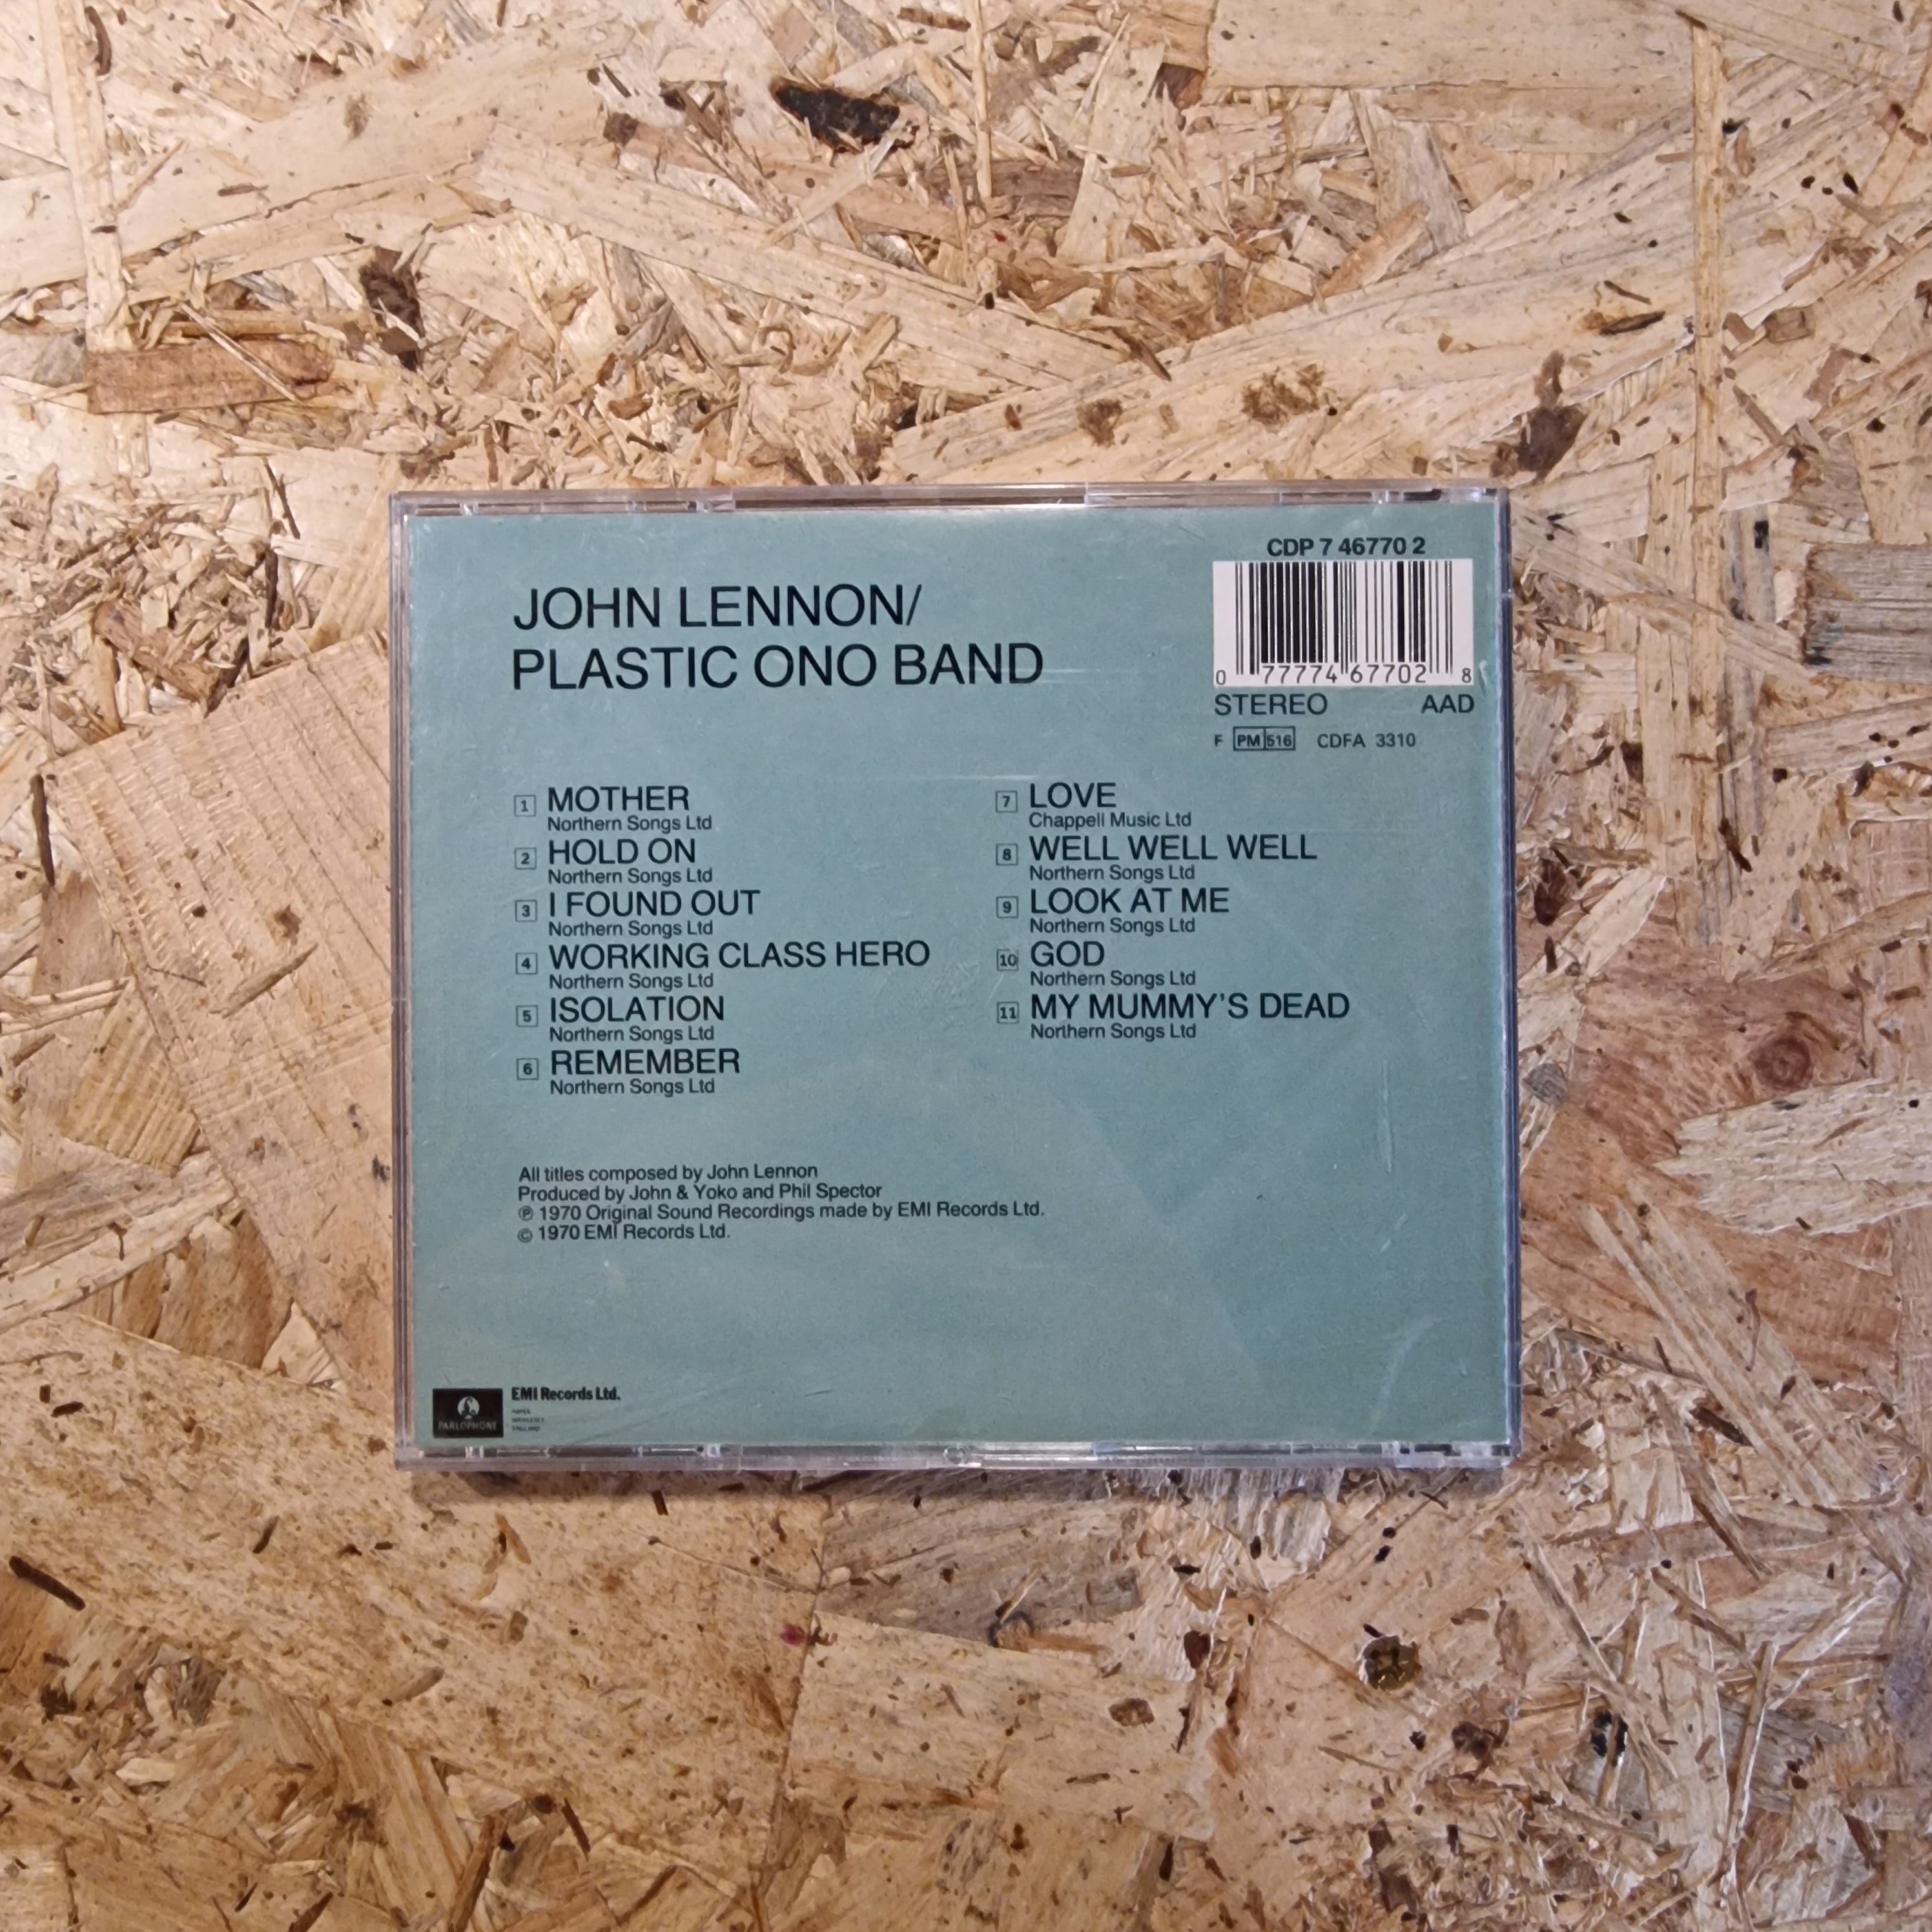 CDP 7 46770 2
JOHN LENNON/
PLASTIC ONO BAND
0 77774 67702 8
STEREO AAD
F PM 516 CDFA 3310
1 MOTHER
Northern Songs Ltd
2 HOLD ON
Northern Songs Ltd
3 I FOUND OUT
Northern Songs Ltd
4 WORKING CLASS HERO
Northern Songs Ltd
5 ISOLATION
Northern Songs Ltd
6 REMEMBER
Northern Songs Ltd
7 LOVE
Chappell Music Ltd
8 WELL WELL WELL
Northern Songs Ltd
9 LOOK AT ME
Northern Songs Ltd
10 GOD
Northern Songs Ltd
11 MY MUMMY'S DEAD
Northern Songs Ltd
All titles composed by John Lennon
Produced by John & Yoko and Phil Spector
℗ 1970 Original Sound Recordings made by EMI Records Ltd.
© 1970 EMI Records Ltd.
PARLOPHONE
EMI Records Ltd.